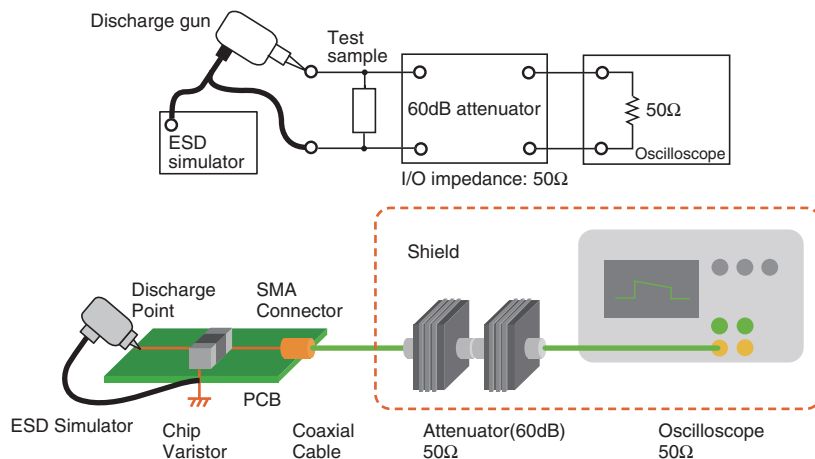 Discharge gun
Test
sample
60dB attenuator
50Ω
ESD
simulator
Oscilloscope
I/O impedance: 50Ω
Shield
Discharge
Point
SMA
Connector
PCB
ESD Simulator
Chip
Varistor
Coaxial
Cable
Attenuator(60dB)
50Ω
Oscilloscope
50Ω